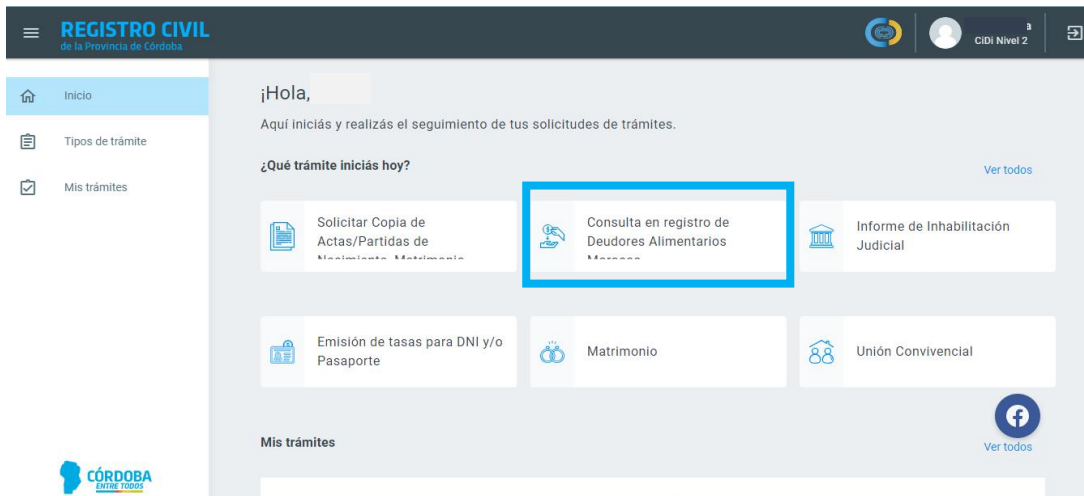 REGISTRO CIVIL
de la Provincia de Córdoba
CiDi Nivel 2
Inicio
Tipos de trámite
Mis trámites
¡Hola,
Aquí iniciás y realizás el seguimiento de tus solicitudes de trámites.
¿Qué trámite iniciás hoy?
Ver todos
Solicitar Copia de
Actas/Partidas de
Nacimiento, Matrimonio
Consulta en registro de
Deudores Alimentarios
Morosos
Informe de Inhabilitación
Judicial
Emisión de tasas para DNI y/o
Pasaporte
Matrimonio
Unión Convivencial
Mis trámites
Ver todos
CÓRDOBA
ENTRE TODOS